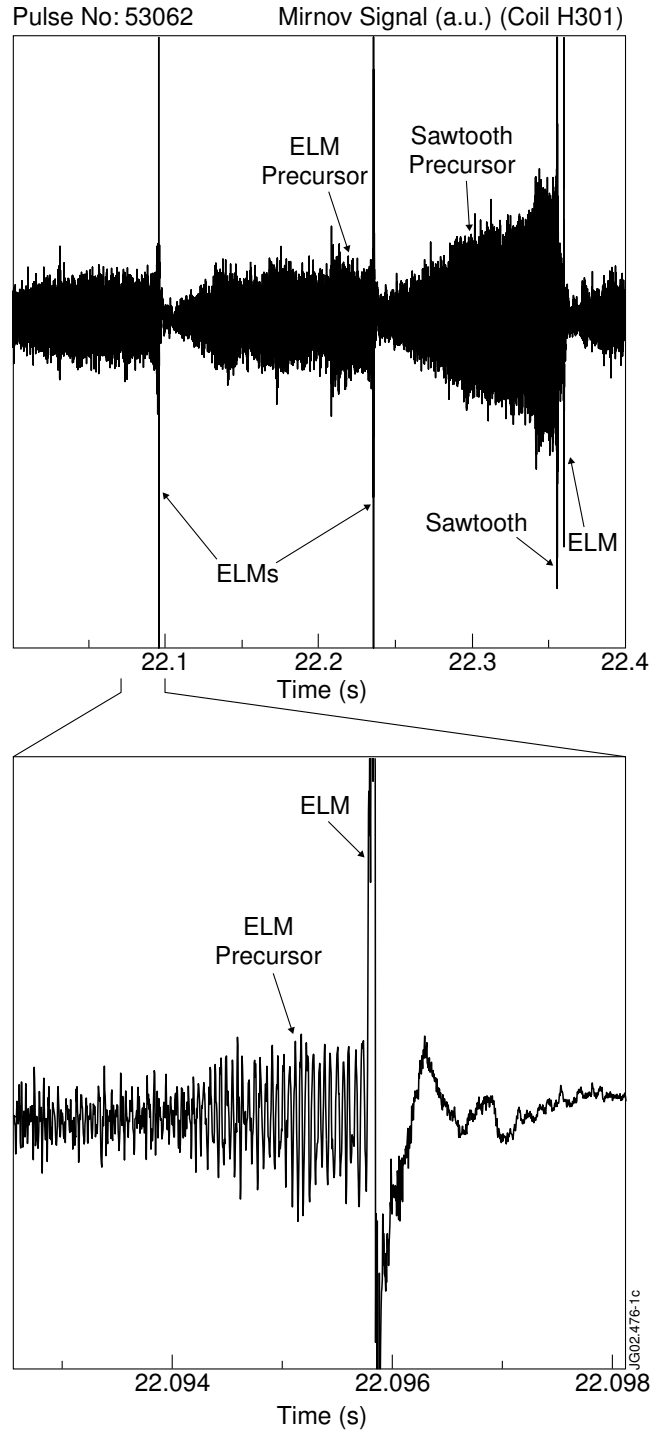 Pulse No: 53062 Mirnov Signal (a.u.) (Coil H301)
ELM
Precursor
Sawtooth
Precursor
Sawtooth
ELM
ELMs
22.1 22.2 22.3 22.4
Time (s)
ELM
ELM
Precursor
JG02.476-1c
22.094 22.096 22.098
Time (s)